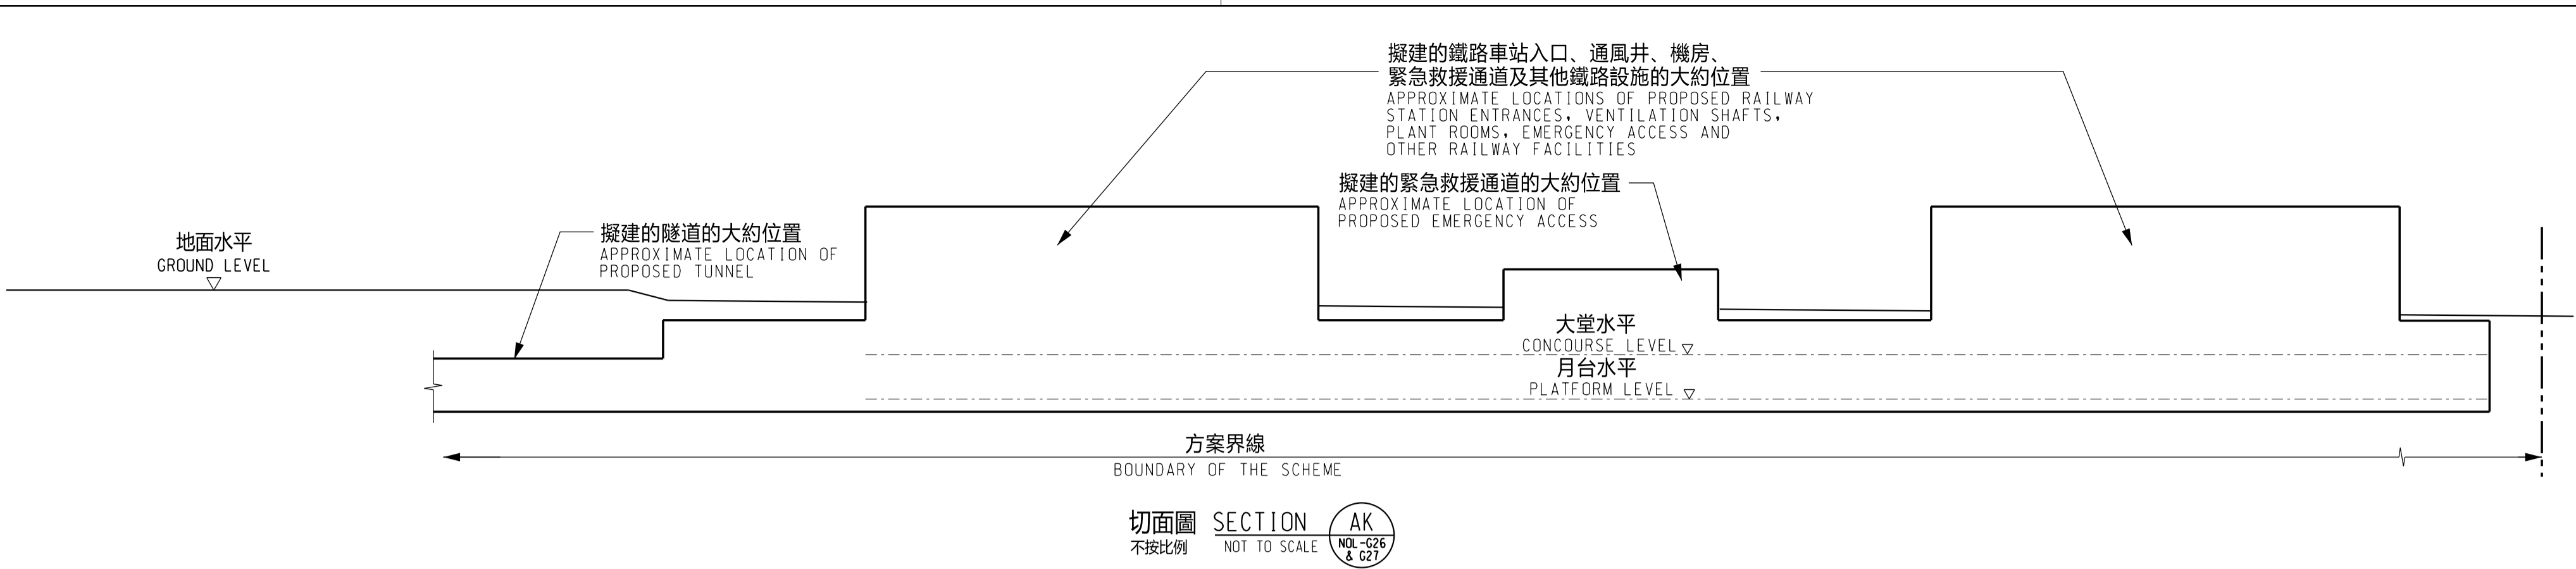 擬建的鐵路車站入口、通風井、機房、
緊急救援通道及其他鐵路設施的大約位置
APPROXIMATE LOCATIONS OF PROPOSED RAILWAY
STATION ENTRANCES, VENTILATION SHAFTS,
PLANT ROOMS, EMERGENCY ACCESS AND
OTHER RAILWAY FACILITIES
擬建的緊急救援通道的大約位置
APPROXIMATE LOCATION OF
PROPOSED EMERGENCY ACCESS
擬建的隧道的大約位置
APPROXIMATE LOCATION OF
PROPOSED TUNNEL
地面水平
GROUND LEVEL
大堂水平
CONCOURSE LEVEL
月台水平
PLATFORM LEVEL
方案界線
BOUNDARY OF THE SCHEME
切面圖 SECTION AK
不按比例 NOT TO SCALE NOL-G26
& G27